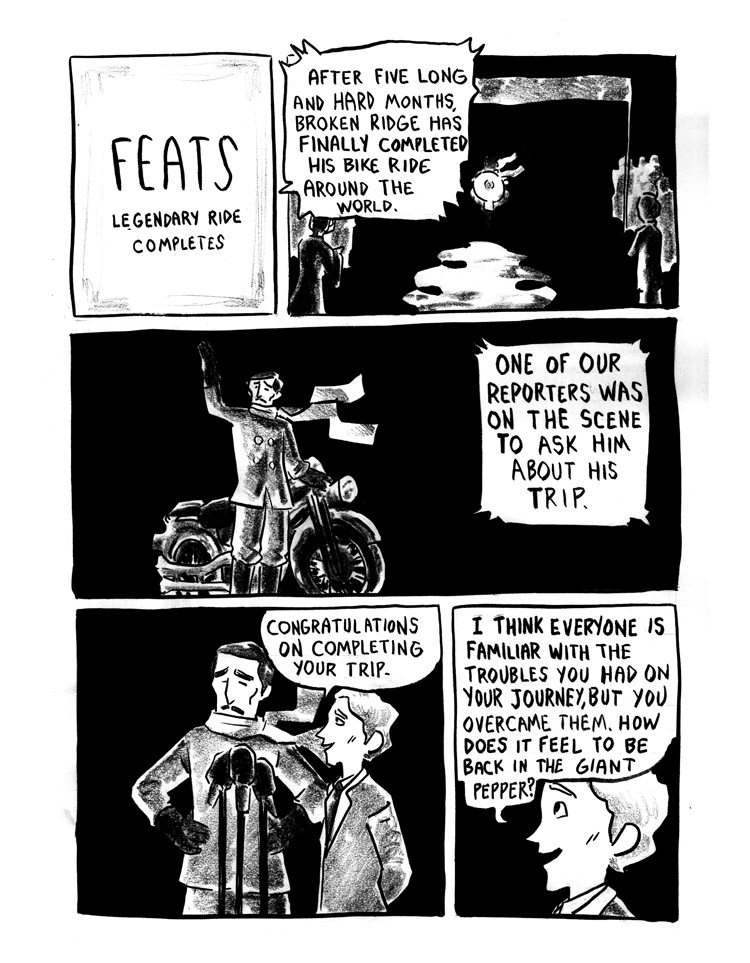 FEATS
LEGENDARY RIDE
COMPLETES
AFTER FIVE LONG
AND HARD MONTHS,
BROKEN RIDGE HAS
FINALLY COMPLETED
HIS BIKE RIDE
AROUND THE
WORLD.
ONE OF OUR
REPORTERS WAS
ON THE SCENE
TO ASK HIM
ABOUT HIS
TRIP.
CONGRATULATIONS
ON COMPLETING
YOUR TRIP.
I THINK EVERYONE IS
FAMILIAR WITH THE
TROUBLES YOU HAD ON
YOUR JOURNEY, BUT YOU
OVERCAME THEM. HOW
DOES IT FEEL TO BE
BACK IN THE GIANT
PEPPER?